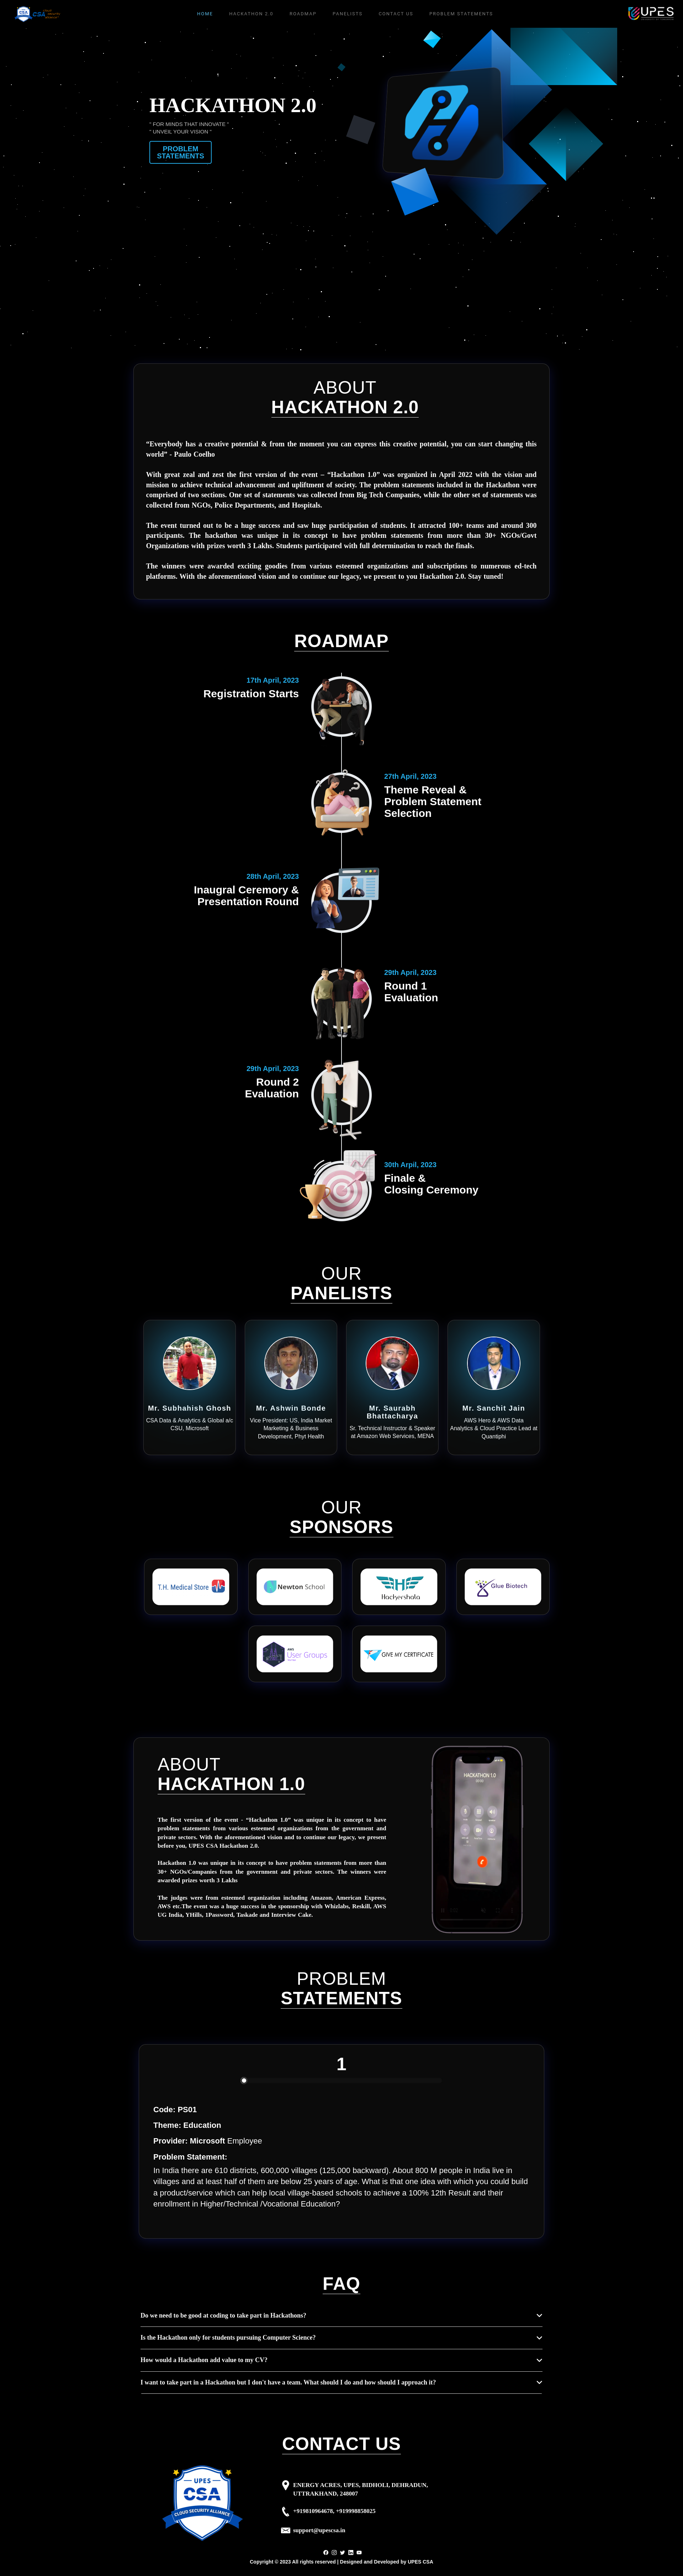 CSA
HOME HACKATHON 2.0 ROADMAP PANELISTS CONTACT US PROBLEM STATEMENTS
UPES
HACKATHON 2.0
" FOR MINDS THAT INNOVATE "
" UNVEIL YOUR VISION "
PROBLEM
STATEMENTS
ABOUT
HACKATHON 2.0
“Everybody has a creative potential & from the moment you can express this creative potential, you can start changing this
world” - Paulo Coelho
With great zeal and zest the first version of the event – “Hackathon 1.0” was organized in April 2022 with the vision and
mission to achieve technical advancement and upliftment of society. The problem statements included in the Hackathon were
comprised of two sections. One set of statements was collected from Big Tech Companies, while the other set of statements was
collected from NGOs, Police Departments, and Hospitals.
The event turned out to be a huge success and saw huge participation of students. It attracted 100+ teams and around 300
participants. The hackathon was unique in its concept to have problem statements from more than 30+ NGOs/Govt
Organizations with prizes worth 3 Lakhs. Students participated with full determination to reach the finals.
The winners were awarded exciting goodies from various esteemed organizations and subscriptions to numerous ed-tech
platforms. With the aforementioned vision and to continue our legacy, we present to you Hackathon 2.0. Stay tuned!
ROADMAP
17th April, 2023
Registration Starts
27th April, 2023
Theme Reveal &
Problem Statement
Selection
28th April, 2023
Inaugral Ceremory &
Presentation Round
29th April, 2023
Round 1
Evaluation
29th April, 2023
Round 2
Evaluation
30th Arpil, 2023
Finale &
Closing Ceremony
OUR
PANELISTS
Mr. Subhahish Ghosh
CSA Data & Analytics & Global a/c
CSU, Microsoft
Mr. Ashwin Bonde
Vice President: US, India Market
Marketing & Business
Development, Phyt Health
Mr. Saurabh
Bhattacharya
Sr. Technical Instructor & Speaker
at Amazon Web Services, MENA
Mr. Sanchit Jain
AWS Hero & AWS Data
Analytics & Cloud Practice Lead at
Quantiphi
OUR
SPONSORS
T.H. Medical Store
Newton School
Hackershala
Glue Biotech
AWS
User Groups
GIVE MY CERTIFICATE
ABOUT
HACKATHON 1.0
The first version of the event - “Hackathon 1.0” was unique in its concept to have
problem statements from various esteemed organizations from the government and
private sectors. With the aforementioned vision and to continue our legacy, we present
before you, UPES CSA Hackathon 2.0.
Hackathon 1.0 was unique in its concept to have problem statements from more than
30+ NGOs/Companies from the government and private sectors. The winners were
awarded prizes worth 3 Lakhs
The judges were from esteemed organization including Amazon, American Express,
AWS etc.The event was a huge success in the sponsorship with Whizlabs, Reskill, AWS
UG India, YHills, 1Password, Taskade and Interview Cake.
HACKATHON 1.0
PROBLEM
STATEMENTS
1
Code: PS01
Theme: Education
Provider: Microsoft Employee
Problem Statement:
In India there are 610 districts, 600,000 villages (125,000 backward). About 800 M people in India live in
villages and at least half of them are below 25 years of age. What is that one idea with which you could build
a product/service which can help local village-based schools to achieve a 100% 12th Result and their
enrollment in Higher/Technical /Vocational Education?
FAQ
Do we need to be good at coding to take part in Hackathons?
Is the Hackathon only for students pursuing Computer Science?
How would a Hackathon add value to my CV?
I want to take part in a Hackathon but I don't have a team. What should I do and how should I approach it?
CONTACT US
UPES
CSA
CLOUD SECURITY ALLIANCE
ENERGY ACRES, UPES, BIDHOLI, DEHRADUN,
UTTRAKHAND, 248007
+919810964678, +919998858025
support@upescsa.in
Copyright © 2023 All rights reserved | Designed and Developed by UPES CSA